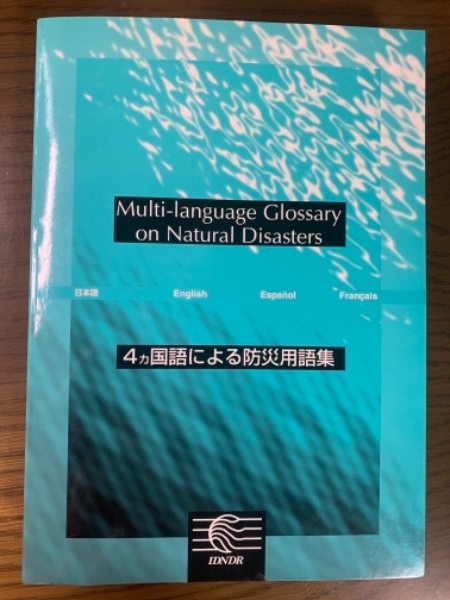 Multi-language Glossary
on Natural Disasters
日本語 English Español Français
4ヵ国語による防災用語集
IDNDR